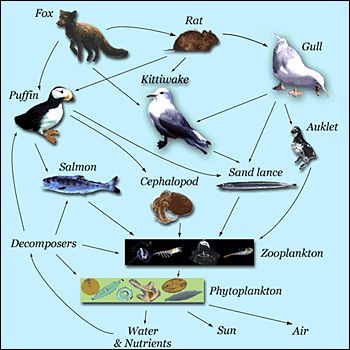 Fox
Rat
Gull
Kittiwake
Puffin
Auklet
Salmon
Cephalopod
Sand lance
Decomposers
Zooplankton
Phytoplankton
Water
& Nutrients
Sun
Air